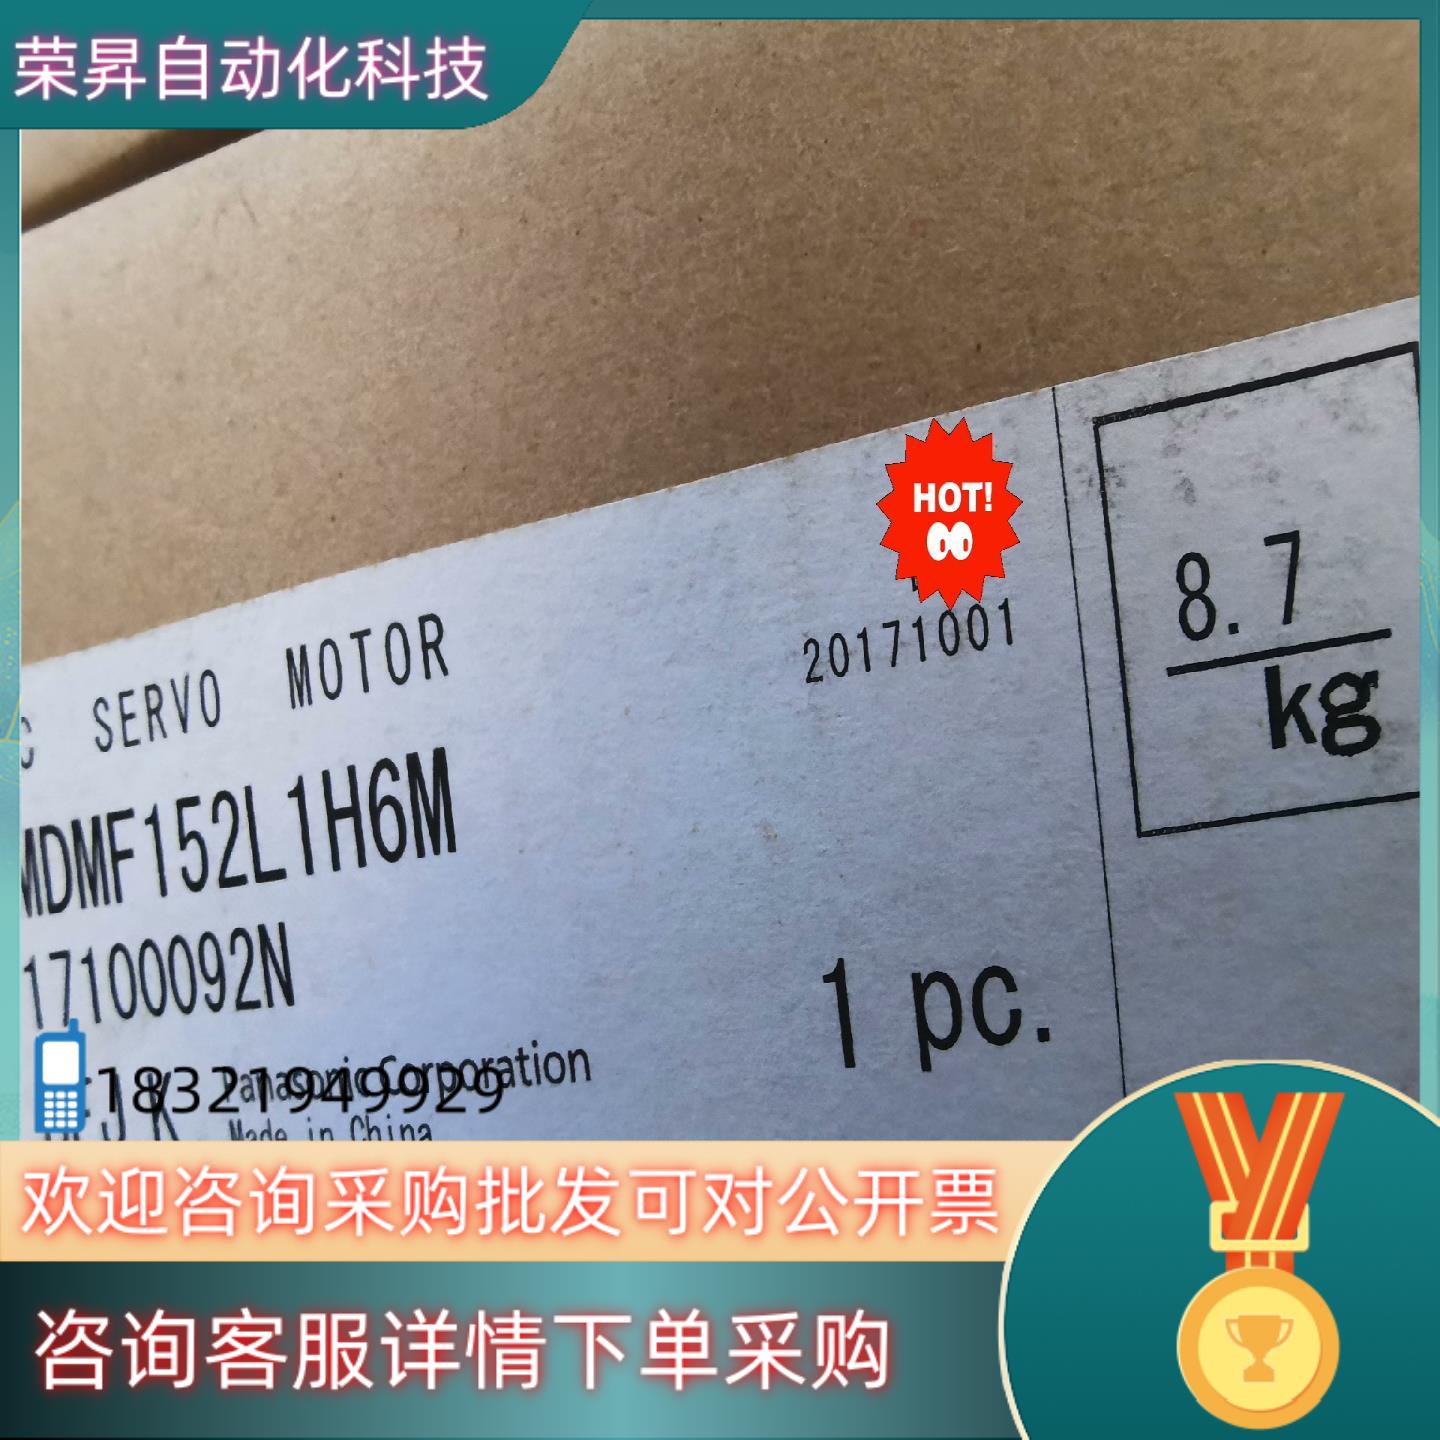 荣昇自动化科技
HOT!
C SERVO MOTOR
20171001
8.7
kg
MDMF152L1H6M
17100092N
1 pc.
18321949929
Panasonic Corporation
Made in China
欢迎咨询采购批发可对公开票
咨询客服详情下单采购